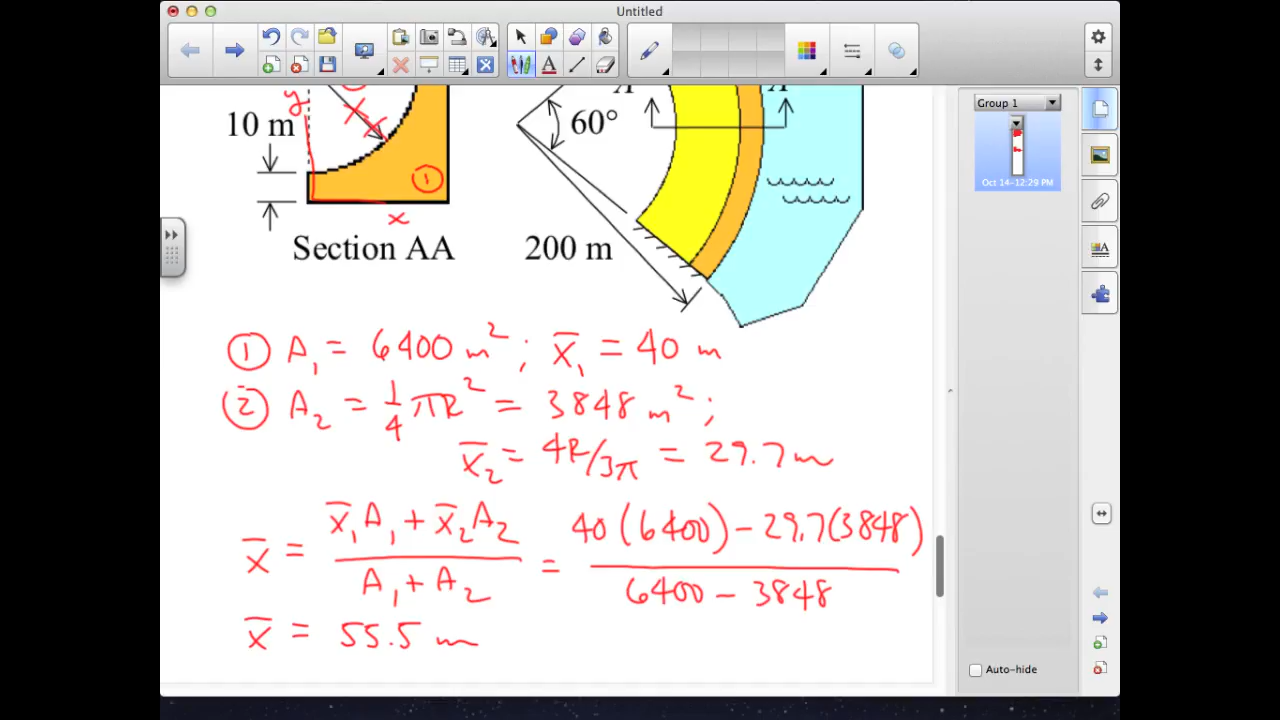 Untitled
Group 1
Oct 14-12:29 PM
y
10 m
60°
①
x
Section AA
200 m
① A₁ = 6400 m² ; x̄₁ = 40 m
② A₂ = 1/4 πR² = 3848 m² ;
x̄₂ = 4R/3π = 29.7 m
x̄ = (x̄₁A₁ + x̄₂A₂)/(A₁ + A₂) = (40(6400) − 29.7(3848))/(6400 − 3848)
x̄ = 55.5 m
Auto-hide